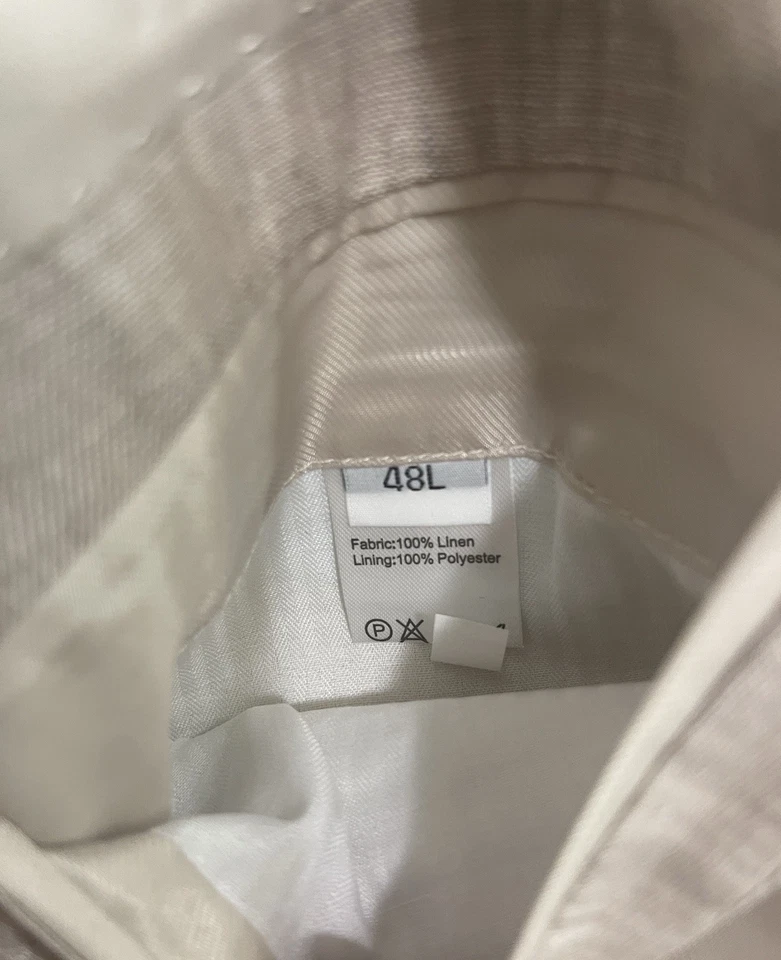 48L
Fabric:100% Linen
Lining:100% Polyester
P